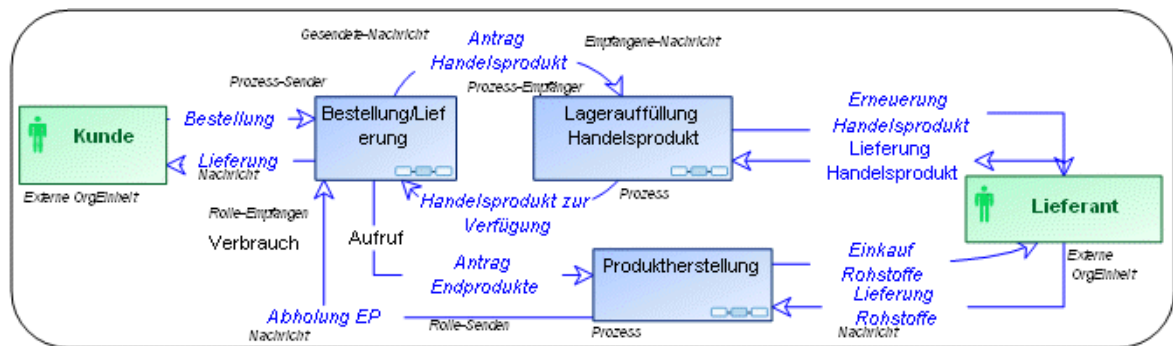 Gesendete-Nachricht
Antrag
Handelsprodukt
Empfangene-Nachricht
Prozess-Sender
Prozess-Empfänger
Kunde
Bestellung
Bestellung/Lief
erung
Lagerauffüllung
Handelsprodukt
Erneuerung
Handelsprodukt
Lieferung
Nachricht
Lieferung
Handelsprodukt
Externe OrgEinheit
Prozess
Rolle-Empfangen
Handelsprodukt zur
Verfügung
Lieferant
Verbrauch
Aufruf
Antrag
Endprodukte
Produktherstellung
Einkauf
Rohstoffe
Externe
OrgEinheit
Lieferung
Rohstoffe
Abholung EP
Nachricht
Rolle-Senden
Prozess
Nachricht